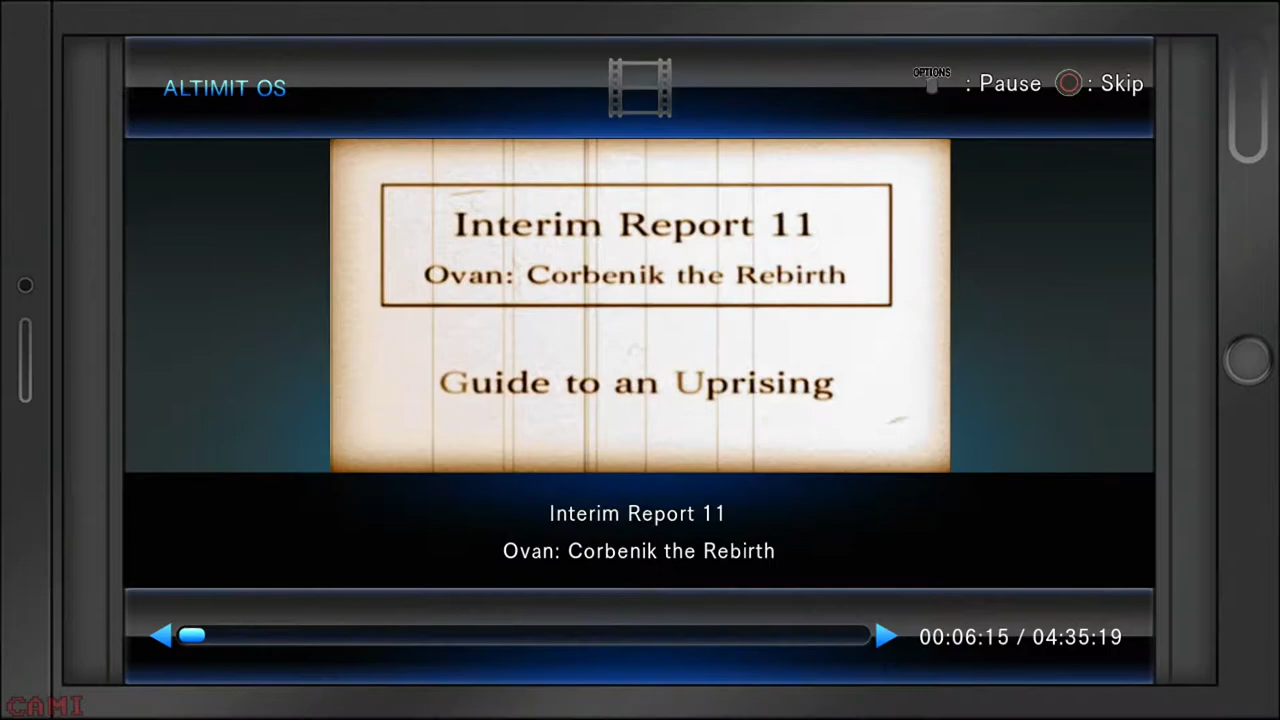 ALTIMIT OS
OPTIONS : Pause : Skip
Interim Report 11
Ovan: Corbenik the Rebirth
Guide to an Uprising
Interim Report 11
Ovan: Corbenik the Rebirth
00:06:15 / 04:35:19
CAMI